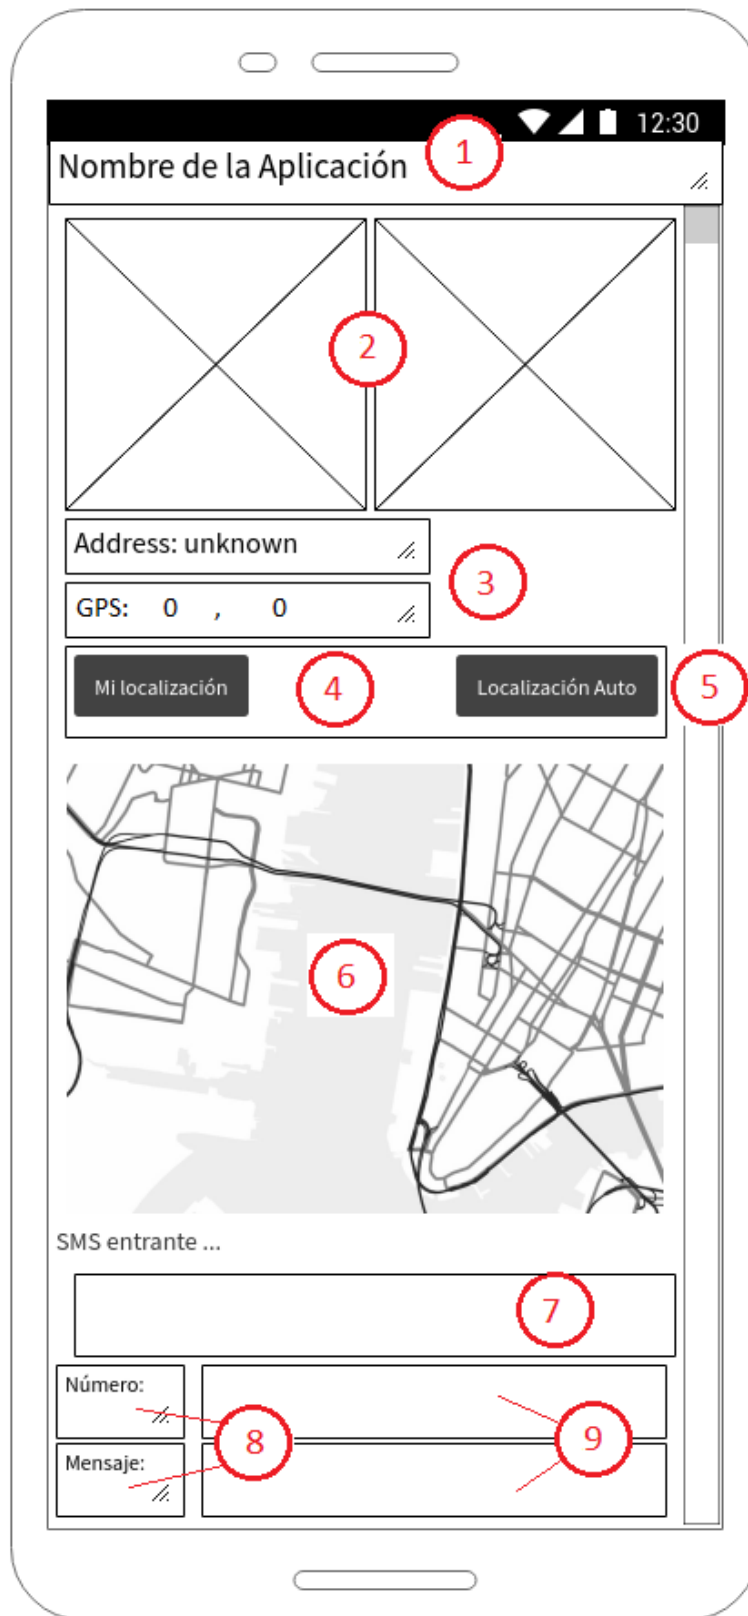 12:30
Nombre de la Aplicación
1
2
Address: unknown
3
GPS: 0 , 0
Mi localización
4
Localización Auto
5
6
SMS entrante ...
7
Número:
8
9
Mensaje: